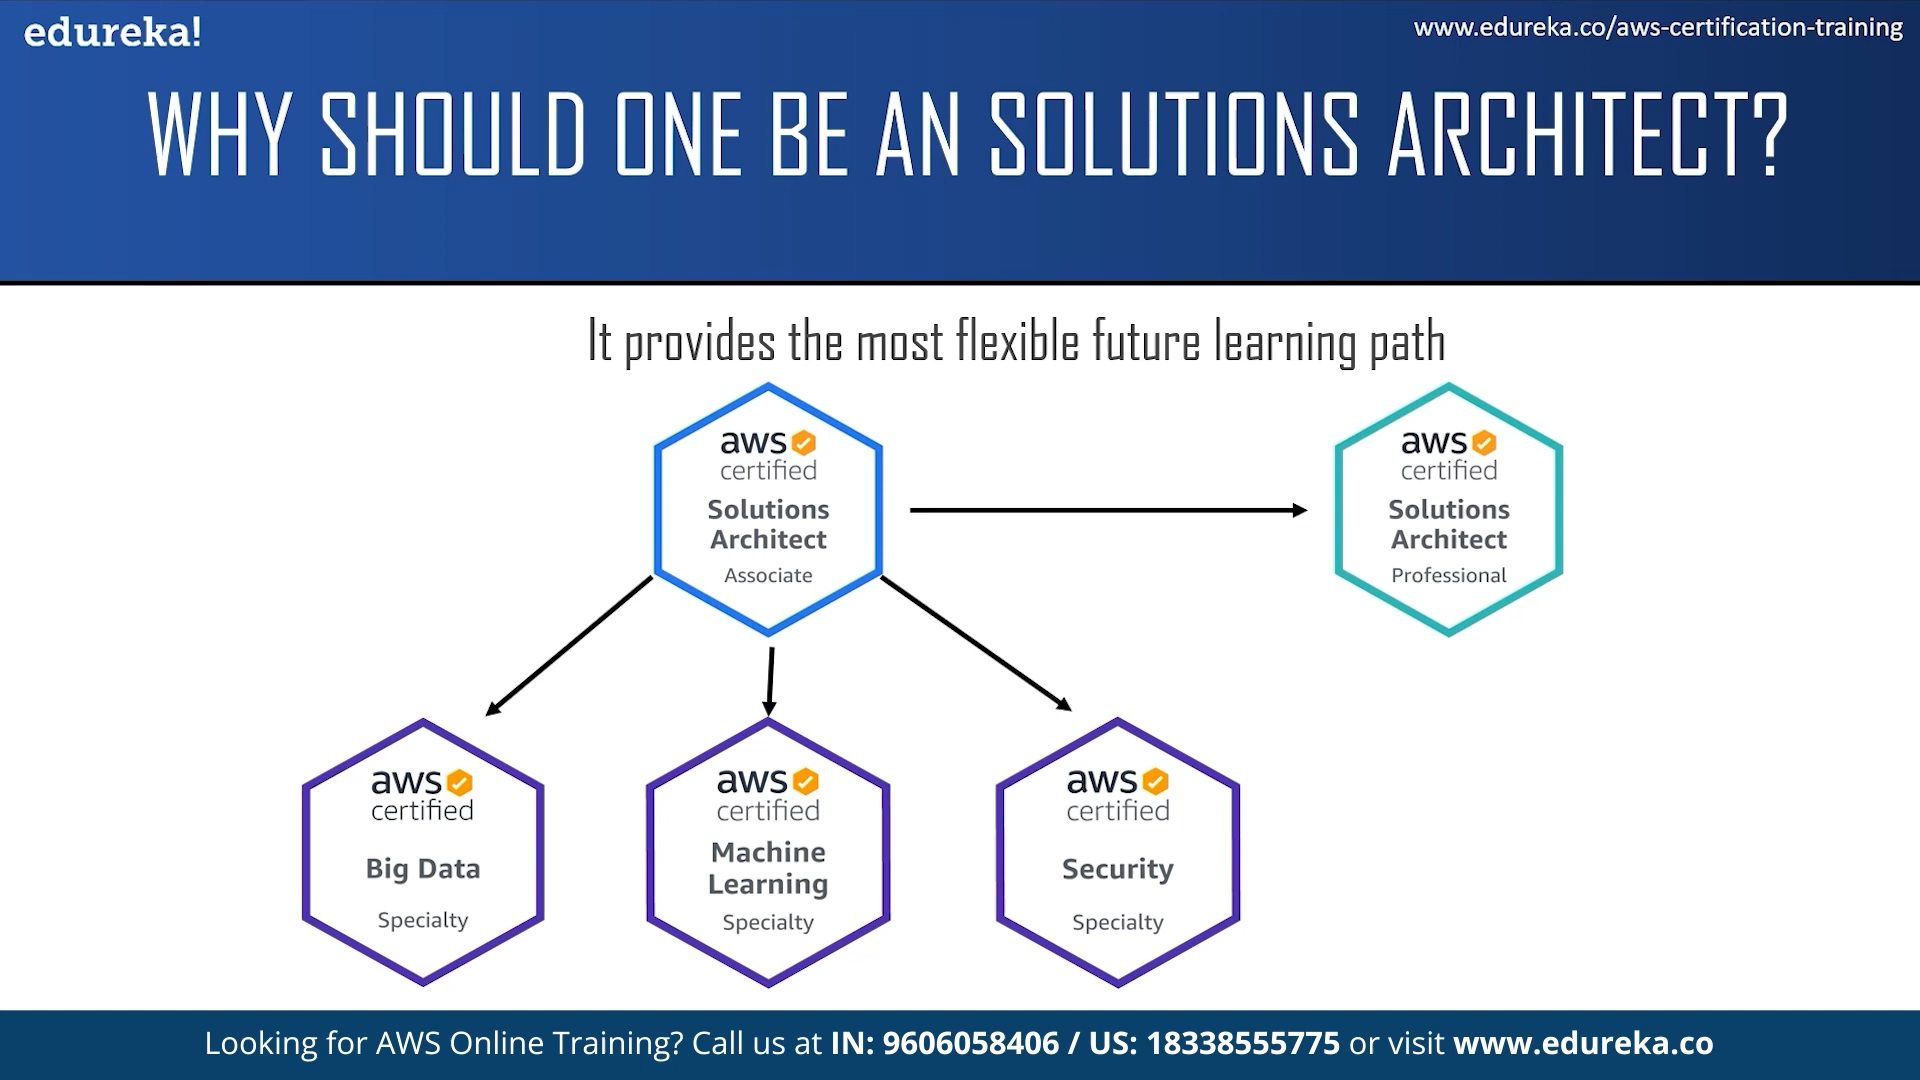 edureka!
www.edureka.co/aws-certification-training
WHY SHOULD ONE BE AN SOLUTIONS ARCHITECT?
It provides the most flexible future learning path
aws
certified
Solutions
Architect
Associate
aws
certified
Solutions
Architect
Professional
aws
certified
Big Data
Specialty
aws
certified
Machine
Learning
Specialty
aws
certified
Security
Specialty
Looking for AWS Online Training? Call us at IN: 9606058406 / US: 18338555775 or visit www.edureka.co